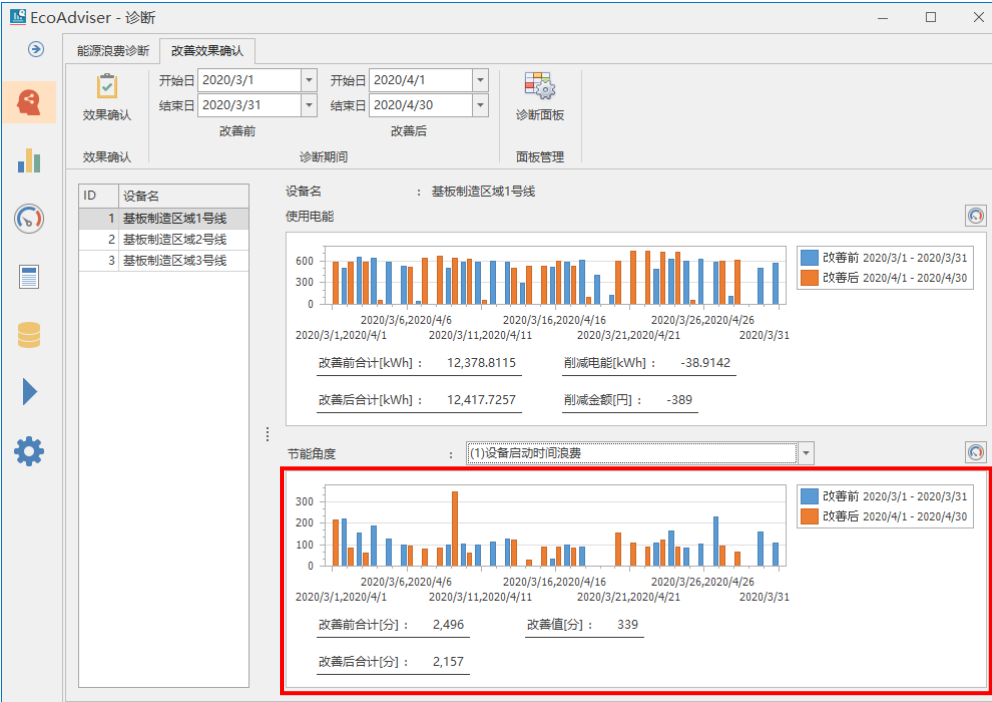 EcoAdviser - 诊断
能源浪费诊断 改善效果确认
开始日 2020/3/1 开始日 2020/4/1
结束日 2020/3/31 结束日 2020/4/30
效果确认 改善前 改善后 诊断面板
效果确认 诊断期间 面板管理
ID 设备名
1 基板制造区域1号线
2 基板制造区域2号线
3 基板制造区域3号线
设备名 : 基板制造区域1号线
使用电能
600
300
0
2020/3/6,2020/4/6 2020/3/16,2020/4/16 2020/3/26,2020/4/26
2020/3/1,2020/4/1 2020/3/11,2020/4/11 2020/3/21,2020/4/21 2020/3/31
改善前 2020/3/1 - 2020/3/31
改善后 2020/4/1 - 2020/4/30
改善前合计[kWh] : 12,378.8115 削减电能[kWh] : -38.9142
改善后合计[kWh] : 12,417.7257 削减金额[円] : -389
节能角度 : (1)设备启动时间浪费
300
200
100
0
2020/3/6,2020/4/6 2020/3/16,2020/4/16 2020/3/26,2020/4/26
2020/3/1,2020/4/1 2020/3/11,2020/4/11 2020/3/21,2020/4/21 2020/3/31
改善前 2020/3/1 - 2020/3/31
改善后 2020/4/1 - 2020/4/30
改善前合计[分] : 2,496 改善值[分] : 339
改善后合计[分] : 2,157